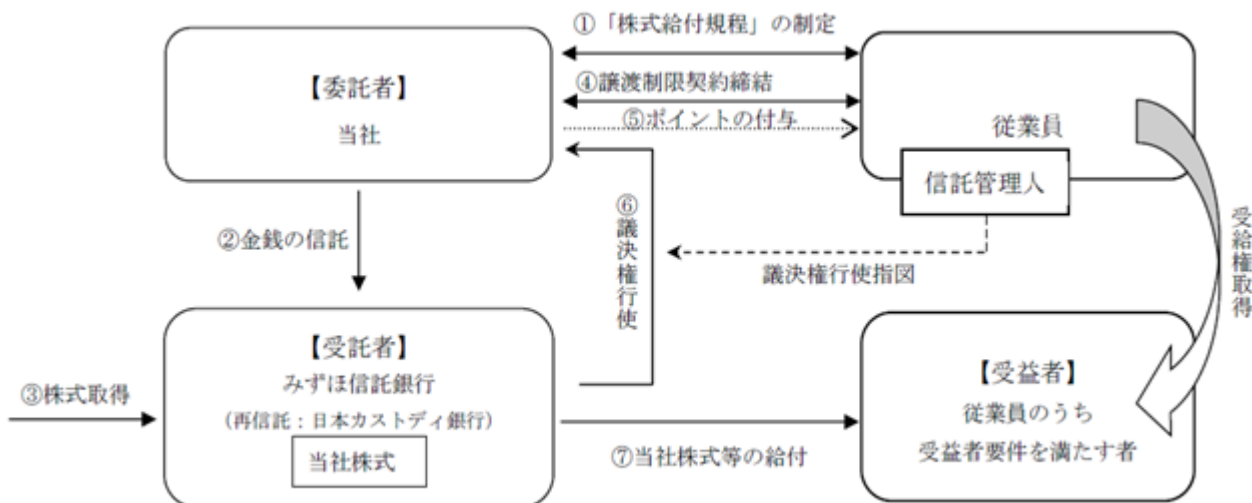 ①「株式給付規程」の制定
【委託者】
当社
④譲渡制限契約締結
⑤ポイントの付与
従業員
信託管理人
②金銭の信託
⑥議決権行使
議決権行使指図
受給権取得
③株式取得
【受託者】
みずほ信託銀行
（再信託：日本カストディ銀行）
当社株式
⑦当社株式等の給付
【受益者】
従業員のうち
受益者要件を満たす者